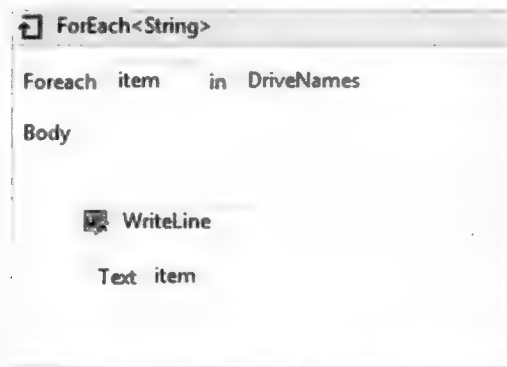 ForEach<String>
Foreach item in DriveNames
Body
WriteLine
Text item